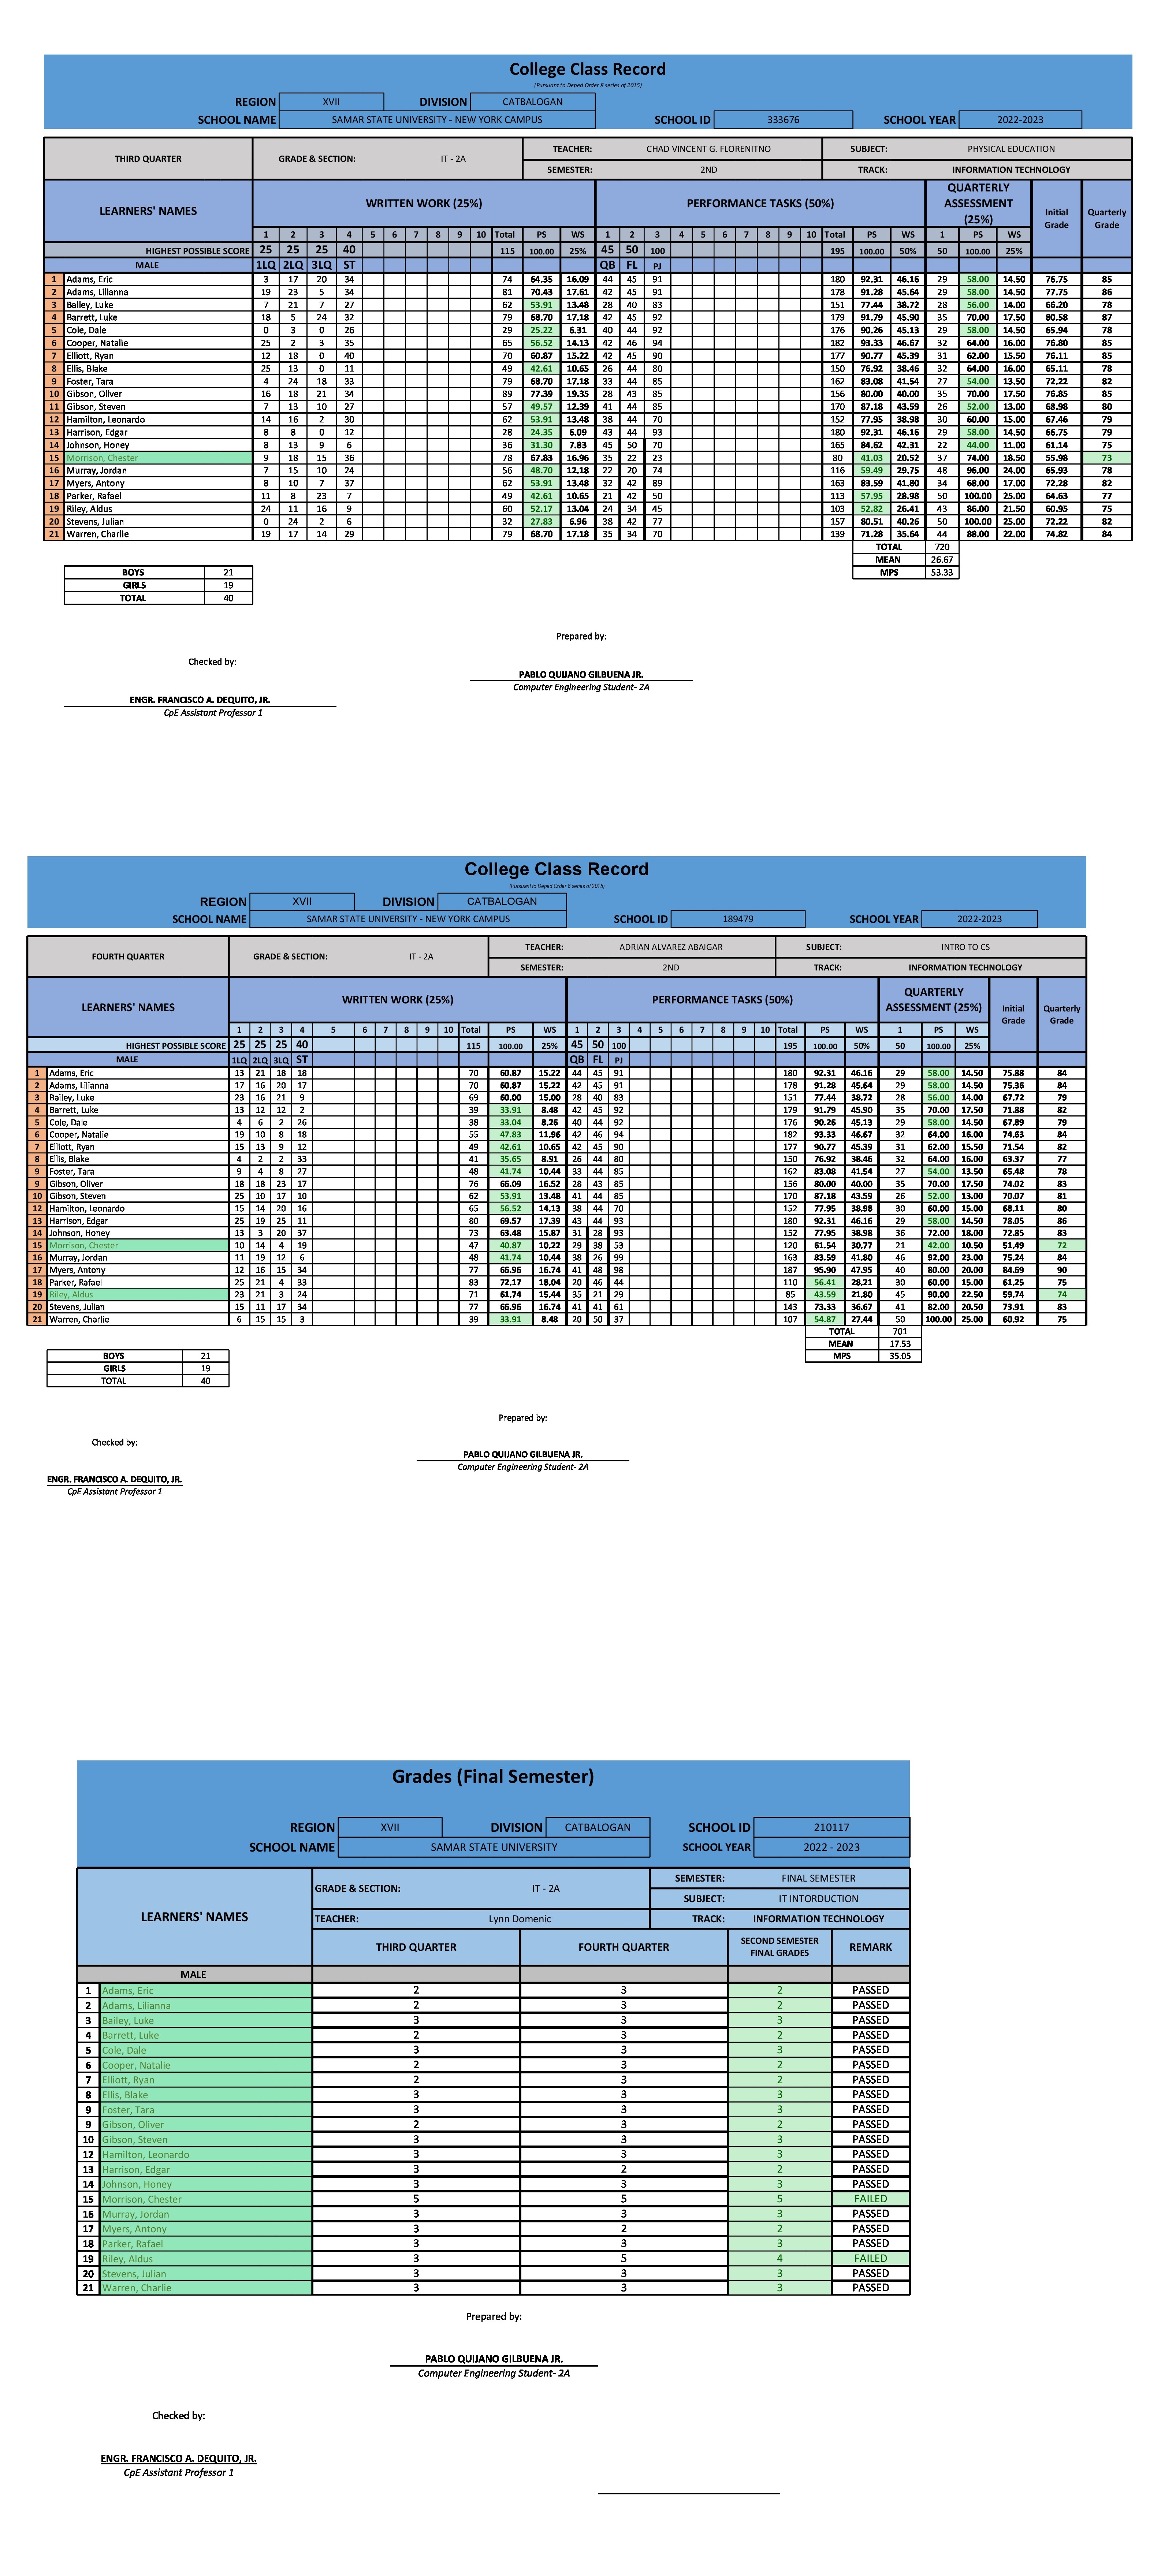 College Class Record
(Pursuant to Deped Order 8 series of 2015)
REGION XVII DIVISION CATBALOGAN
SCHOOL NAME SAMAR STATE UNIVERSITY - NEW YORK CAMPUS SCHOOL ID 333676 SCHOOL YEAR 2022-2023
THIRD QUARTER GRADE & SECTION: IT - 2A TEACHER: CHAD VINCENT G. FLORENITNO SUBJECT: PHYSICAL EDUCATION
SEMESTER: 2ND TRACK: INFORMATION TECHNOLOGY
LEARNERS' NAMES WRITTEN WORK (25%) PERFORMANCE TASKS (50%) QUARTERLY ASSESSMENT (25%) Initial Grade Quarterly Grade
1 2 3 4 5 6 7 8 9 10 Total PS WS 1 2 3 4 5 6 7 8 9 10 Total PS WS 1 PS WS
HIGHEST POSSIBLE SCORE 25 25 25 40 115 100.00 25% 45 50 100 195 100.00 50% 50 100.00 25%
MALE 1LQ 2LQ 3LQ ST QB FL PJ
1 Adams, Eric 3 17 20 34 74 64.35 16.09 44 45 91 180 92.31 46.16 29 58.00 14.50 76.75 85
2 Adams, Lilianna 19 23 5 34 81 70.43 17.61 42 45 91 178 91.28 45.64 29 58.00 14.50 77.75 86
3 Bailey, Luke 7 21 7 27 62 53.91 13.48 28 40 83 151 77.44 38.72 28 56.00 14.00 66.20 78
4 Barrett, Luke 18 5 24 32 79 68.70 17.18 42 45 92 179 91.79 45.90 35 70.00 17.50 80.58 87
5 Cole, Dale 0 3 0 26 29 25.22 6.31 40 44 92 176 90.26 45.13 29 58.00 14.50 65.94 78
6 Cooper, Natalie 25 2 3 35 65 56.52 14.13 42 46 94 182 93.33 46.67 32 64.00 16.00 76.80 85
7 Elliott, Ryan 12 18 0 40 70 60.87 15.22 42 45 90 177 90.77 45.39 31 62.00 15.50 76.11 85
8 Ellis, Blake 25 13 0 11 49 42.61 10.65 26 44 80 150 76.92 38.46 32 64.00 16.00 65.11 78
9 Foster, Tara 4 24 18 33 79 68.70 17.18 33 44 85 162 83.08 41.54 27 54.00 13.50 72.22 82
10 Gibson, Oliver 16 18 21 34 89 77.39 19.35 28 43 85 156 80.00 40.00 35 70.00 17.50 76.85 85
11 Gibson, Steven 7 13 10 27 57 49.57 12.39 41 44 85 170 87.18 43.59 26 52.00 13.00 68.98 80
12 Hamilton, Leonardo 14 16 2 30 62 53.91 13.48 38 44 70 152 77.95 38.98 30 60.00 15.00 67.46 79
13 Harrison, Edgar 8 8 0 12 28 24.35 6.09 43 44 93 180 92.31 46.16 29 58.00 14.50 66.75 79
14 Johnson, Honey 8 13 9 6 36 31.30 7.83 45 50 70 165 84.62 42.31 22 44.00 11.00 61.14 75
15 Morrison, Chester 9 18 15 36 78 67.83 16.96 35 22 23 80 41.03 20.52 37 74.00 18.50 55.98 73
16 Murray, Jordan 7 15 10 24 56 48.70 12.18 22 20 74 116 59.49 29.75 48 96.00 24.00 65.93 78
17 Myers, Antony 8 10 7 37 62 53.91 13.48 32 42 89 163 83.59 41.80 34 68.00 17.00 72.28 82
18 Parker, Rafael 11 8 23 7 49 42.61 10.65 21 42 50 113 57.95 28.98 50 100.00 25.00 64.63 77
19 Riley, Aldus 24 11 16 9 60 52.17 13.04 24 34 45 103 52.82 26.41 43 86.00 21.50 60.95 75
20 Stevens, Julian 0 24 2 6 32 27.83 6.96 38 42 77 157 80.51 40.26 50 100.00 25.00 72.22 82
21 Warren, Charlie 19 17 14 29 79 68.70 17.18 35 34 70 139 71.28 35.64 44 88.00 22.00 74.82 84
TOTAL 720
MEAN 26.67
BOYS 21 MPS 53.33
GIRLS 19
TOTAL 40
Prepared by:
Checked by:
PABLO QUIJANO GILBUENA JR.
Computer Engineering Student- 2A
ENGR. FRANCISCO A. DEQUITO, JR.
CpE Assistant Professor 1
College Class Record
(Pursuant to Deped Order 8 series of 2015)
REGION XVII DIVISION CATBALOGAN
SCHOOL NAME SAMAR STATE UNIVERSITY - NEW YORK CAMPUS SCHOOL ID 189479 SCHOOL YEAR 2022-2023
FOURTH QUARTER GRADE & SECTION: IT - 2A TEACHER: ADRIAN ALVAREZ ABAIGAR SUBJECT: INTRO TO CS
SEMESTER: 2ND TRACK: INFORMATION TECHNOLOGY
LEARNERS' NAMES WRITTEN WORK (25%) PERFORMANCE TASKS (50%) QUARTERLY ASSESSMENT (25%) Initial Grade Quarterly Grade
1 2 3 4 5 6 7 8 9 10 Total PS WS 1 2 3 4 5 6 7 8 9 10 Total PS WS 1 PS WS
HIGHEST POSSIBLE SCORE 25 25 25 40 115 100.00 25% 45 50 100 195 100.00 50% 50 100.00 25%
MALE 1LQ 2LQ 3LQ ST QB FL PJ
1 Adams, Eric 13 21 18 18 70 60.87 15.22 44 45 91 180 92.31 46.16 29 58.00 14.50 75.88 84
2 Adams, Lilianna 17 16 20 17 70 60.87 15.22 42 45 91 178 91.28 45.64 29 58.00 14.50 75.36 84
3 Bailey, Luke 23 16 21 9 69 60.00 15.00 28 40 83 151 77.44 38.72 28 56.00 14.00 67.72 79
4 Barrett, Luke 13 12 12 2 39 33.91 8.48 42 45 92 179 91.79 45.90 35 70.00 17.50 71.88 82
5 Cole, Dale 4 6 2 26 38 33.04 8.26 40 44 92 176 90.26 45.13 29 58.00 14.50 67.89 79
6 Cooper, Natalie 19 10 8 18 55 47.83 11.96 42 46 94 182 93.33 46.67 32 64.00 16.00 74.63 84
7 Elliott, Ryan 15 13 9 12 49 42.61 10.65 42 45 90 177 90.77 45.39 31 62.00 15.50 71.54 82
8 Ellis, Blake 4 2 2 33 41 35.65 8.91 26 44 80 150 76.92 38.46 32 64.00 16.00 63.37 77
9 Foster, Tara 9 4 8 27 48 41.74 10.44 33 44 85 162 83.08 41.54 27 54.00 13.50 65.48 78
9 Gibson, Oliver 18 18 23 17 76 66.09 16.52 28 43 85 156 80.00 40.00 35 70.00 17.50 74.02 83
10 Gibson, Steven 25 10 17 10 62 53.91 13.48 41 44 85 170 87.18 43.59 26 52.00 13.00 70.07 81
12 Hamilton, Leonardo 15 14 20 16 65 56.52 14.13 38 44 70 152 77.95 38.98 30 60.00 15.00 68.11 80
13 Harrison, Edgar 25 19 25 11 80 69.57 17.39 43 44 93 180 92.31 46.16 29 58.00 14.50 78.05 86
14 Johnson, Honey 13 3 20 37 73 63.48 15.87 31 28 93 152 77.95 38.98 36 72.00 18.00 72.85 83
15 Morrison, Chester 10 14 4 19 47 40.87 10.22 29 38 53 120 61.54 30.77 21 42.00 10.50 51.49 72
16 Murray, Jordan 11 19 12 6 48 41.74 10.44 38 26 99 163 83.59 41.80 46 92.00 23.00 75.24 84
17 Myers, Antony 12 16 15 34 77 66.96 16.74 41 48 98 187 95.90 47.95 40 80.00 20.00 84.69 90
18 Parker, Rafael 25 21 4 33 83 72.17 18.04 20 46 44 110 56.41 28.21 30 60.00 15.00 61.25 75
19 Riley, Aldus 23 21 3 24 71 61.74 15.44 35 21 29 85 43.59 21.80 45 90.00 22.50 59.74 74
20 Stevens, Julian 15 11 17 34 77 66.96 16.74 41 41 61 143 73.33 36.67 41 82.00 20.50 73.91 83
21 Warren, Charlie 6 15 15 3 39 33.91 8.48 20 50 37 107 54.87 27.44 50 100.00 25.00 60.92 75
TOTAL 701
MEAN 17.53
BOYS 21 MPS 35.05
GIRLS 19
TOTAL 40
Prepared by:
Checked by:
PABLO QUIJANO GILBUENA JR.
Computer Engineering Student- 2A
ENGR. FRANCISCO A. DEQUITO, JR.
CpE Assistant Professor 1
Grades (Final Semester)
REGION XVII DIVISION CATBALOGAN SCHOOL ID 210117
SCHOOL NAME SAMAR STATE UNIVERSITY SCHOOL YEAR 2022 - 2023
LEARNERS' NAMES GRADE & SECTION: IT - 2A SEMESTER: FINAL SEMESTER
SUBJECT: IT INTORDUCTION
TEACHER: Lynn Domenic TRACK: INFORMATION TECHNOLOGY
THIRD QUARTER FOURTH QUARTER SECOND SEMESTER FINAL GRADES REMARK
MALE
1 Adams, Eric 2 3 2 PASSED
2 Adams, Lilianna 2 3 2 PASSED
3 Bailey, Luke 3 3 3 PASSED
4 Barrett, Luke 2 3 2 PASSED
5 Cole, Dale 3 3 3 PASSED
6 Cooper, Natalie 2 3 2 PASSED
7 Elliott, Ryan 2 3 2 PASSED
8 Ellis, Blake 3 3 3 PASSED
9 Foster, Tara 3 3 3 PASSED
9 Gibson, Oliver 2 3 2 PASSED
10 Gibson, Steven 3 3 3 PASSED
12 Hamilton, Leonardo 3 3 3 PASSED
13 Harrison, Edgar 3 2 2 PASSED
14 Johnson, Honey 3 3 3 PASSED
15 Morrison, Chester 5 5 5 FAILED
16 Murray, Jordan 3 3 3 PASSED
17 Myers, Antony 3 2 2 PASSED
18 Parker, Rafael 3 3 3 PASSED
19 Riley, Aldus 3 5 4 FAILED
20 Stevens, Julian 3 3 3 PASSED
21 Warren, Charlie 3 3 3 PASSED
Prepared by:
PABLO QUIJANO GILBUENA JR.
Computer Engineering Student- 2A
Checked by:
ENGR. FRANCISCO A. DEQUITO, JR.
CpE Assistant Professor 1